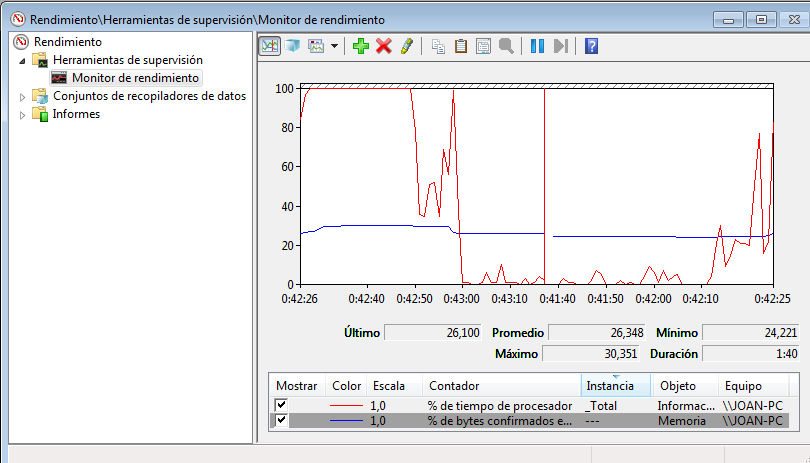 Rendimiento\Herramientas de supervisión\Monitor de rendimiento
Rendimiento
Herramientas de supervisión
Monitor de rendimiento
Conjuntos de recopiladores de datos
Informes
100
80
60
40
20
0
0:42:26 0:42:40 0:42:50 0:43:00 0:43:10 0:41:40 0:41:50 0:42:00 0:42:10 0:42:25
Último 26,100 Promedio 26,348 Mínimo 24,221
Máximo 30,351 Duración 1:40
Mostrar Color Escala Contador Instancia Objeto Equipo
1,0 % de tiempo de procesador _Total Informac... \\JOAN-PC
1,0 % de bytes confirmados e... --- Memoria \\JOAN-PC